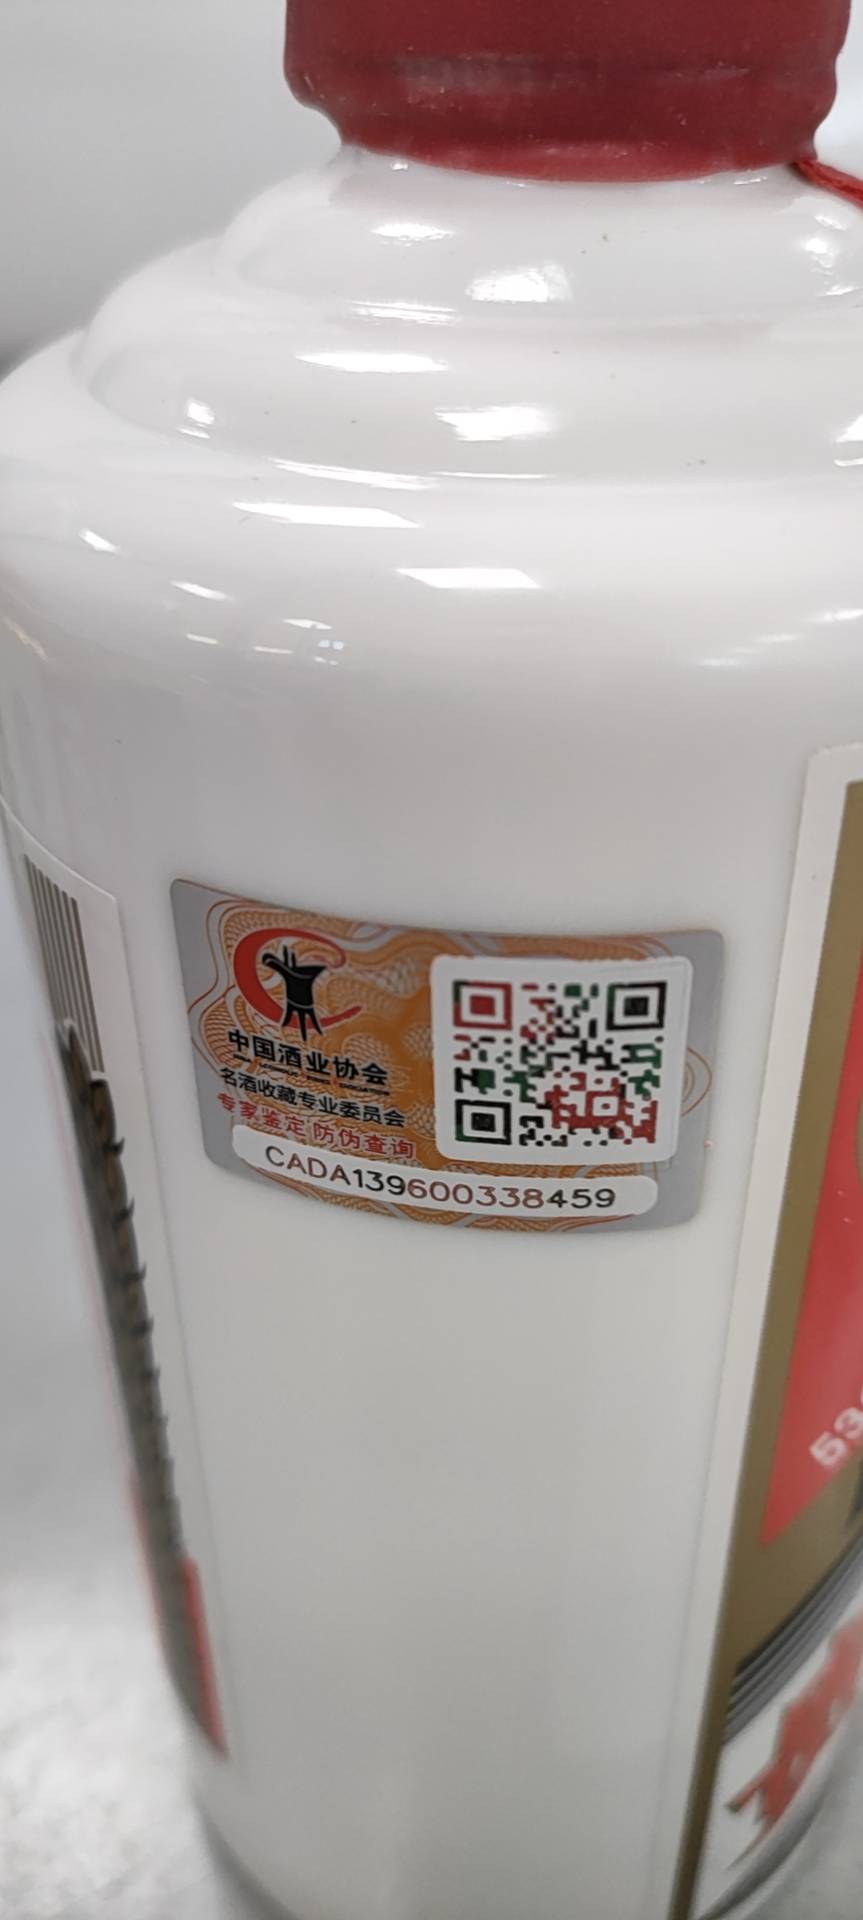 中国酒业协会
名酒收藏专业委员会
专家鉴定 防伪查询
CADA139600338459
53